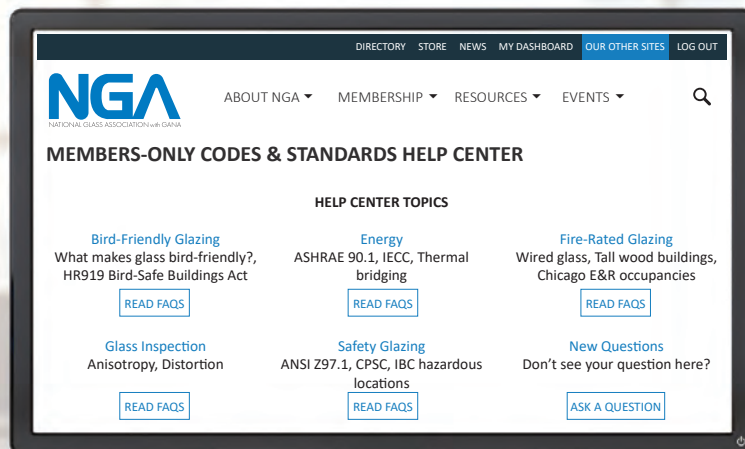 DIRECTORY STORE NEWS MY DASHBOARD OUR OTHER SITES LOG OUT
NGA
NATIONAL GLASS ASSOCIATION with GANA
ABOUT NGA MEMBERSHIP RESOURCES EVENTS
MEMBERS-ONLY CODES & STANDARDS HELP CENTER
HELP CENTER TOPICS
Bird-Friendly Glazing
What makes glass bird-friendly?,
HR919 Bird-Safe Buildings Act
READ FAQS
Energy
ASHRAE 90.1, IECC, Thermal
bridging
READ FAQS
Fire-Rated Glazing
Wired glass, Tall wood buildings,
Chicago E&R occupancies
READ FAQS
Glass Inspection
Anisotropy, Distortion
READ FAQS
Safety Glazing
ANSI Z97.1, CPSC, IBC hazardous
locations
READ FAQS
New Questions
Don't see your question here?
ASK A QUESTION